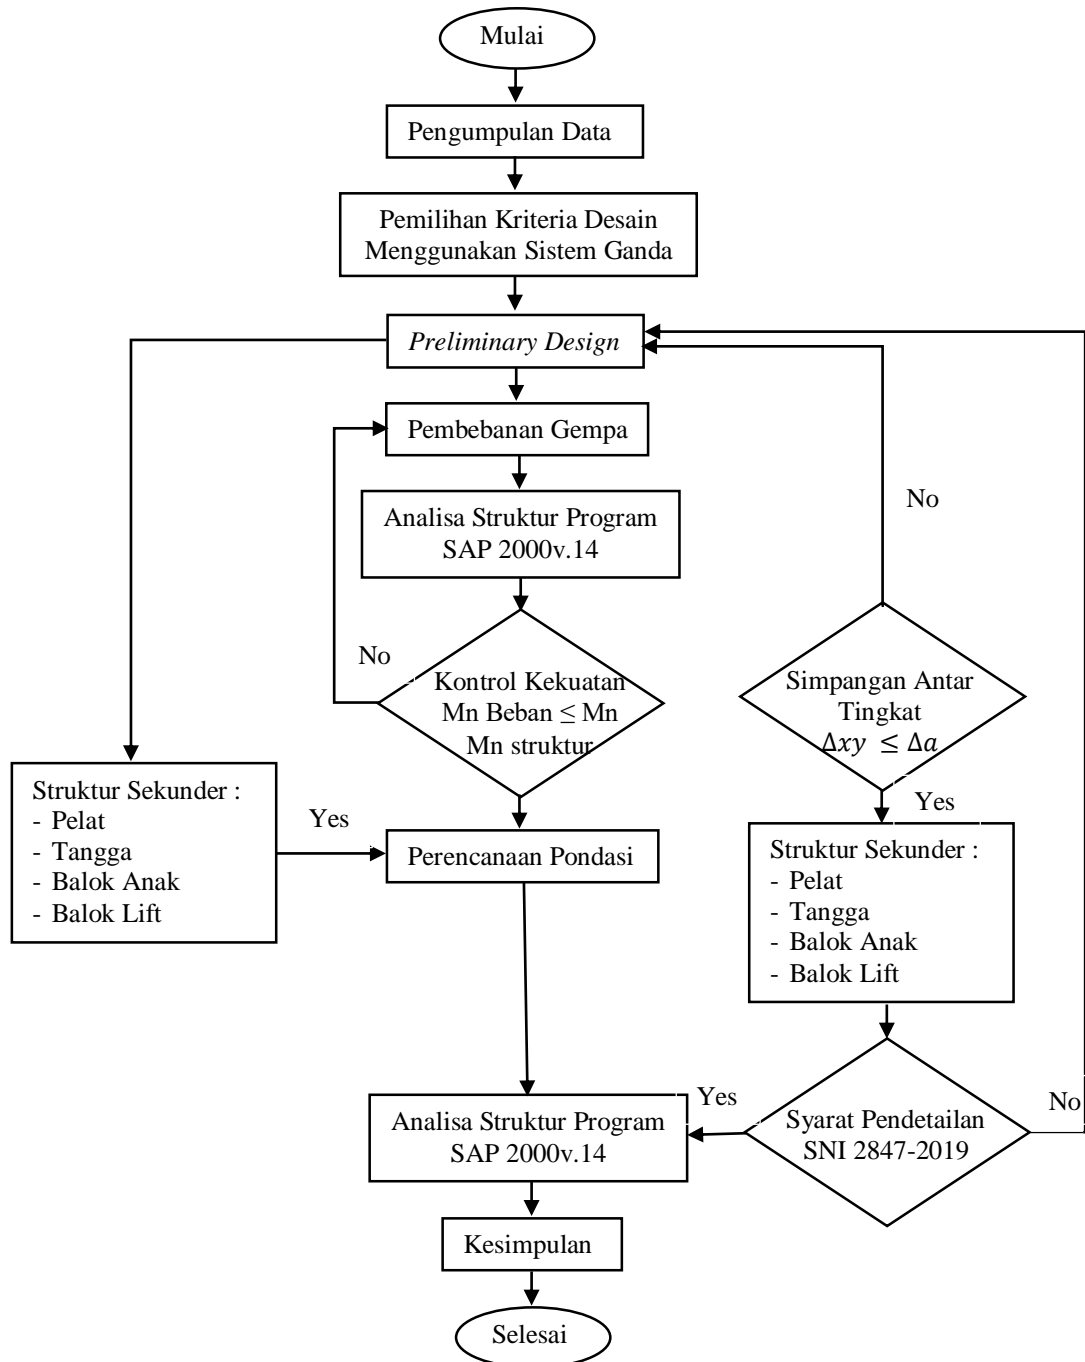 Mulai
Pengumpulan Data
Pemilihan Kriteria Desain
Menggunakan Sistem Ganda
Preliminary Design
Pembebanan Gempa
Analisa Struktur Program
SAP 2000v.14
No
Kontrol Kekuatan
Mn Beban ≤ Mn
Mn struktur
No
Simpangan Antar
Tingkat
Δxy ≤ Δa
Yes
Struktur Sekunder :
- Pelat
- Tangga
- Balok Anak
- Balok Lift
Yes
Perencanaan Pondasi
Struktur Sekunder :
- Pelat
- Tangga
- Balok Anak
- Balok Lift
Syarat Pendetailan
SNI 2847-2019
Yes
No
Analisa Struktur Program
SAP 2000v.14
Kesimpulan
Selesai